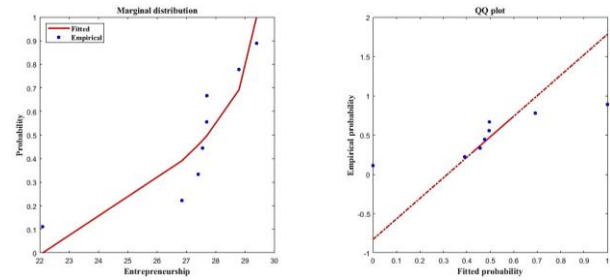 Marginal distribution
Fitted
Empirical
1
0.9
0.8
0.7
0.6
0.5
0.4
0.3
0.2
0.1
0
Probability
22 23 24 25 26 27 28 29 30
Entrepreneurship
QQ plot
2
1.5
1
0.5
0
-0.5
-1
Empirical probability
0 0.1 0.2 0.3 0.4 0.5 0.6 0.7 0.8 0.9 1
Fitted probability